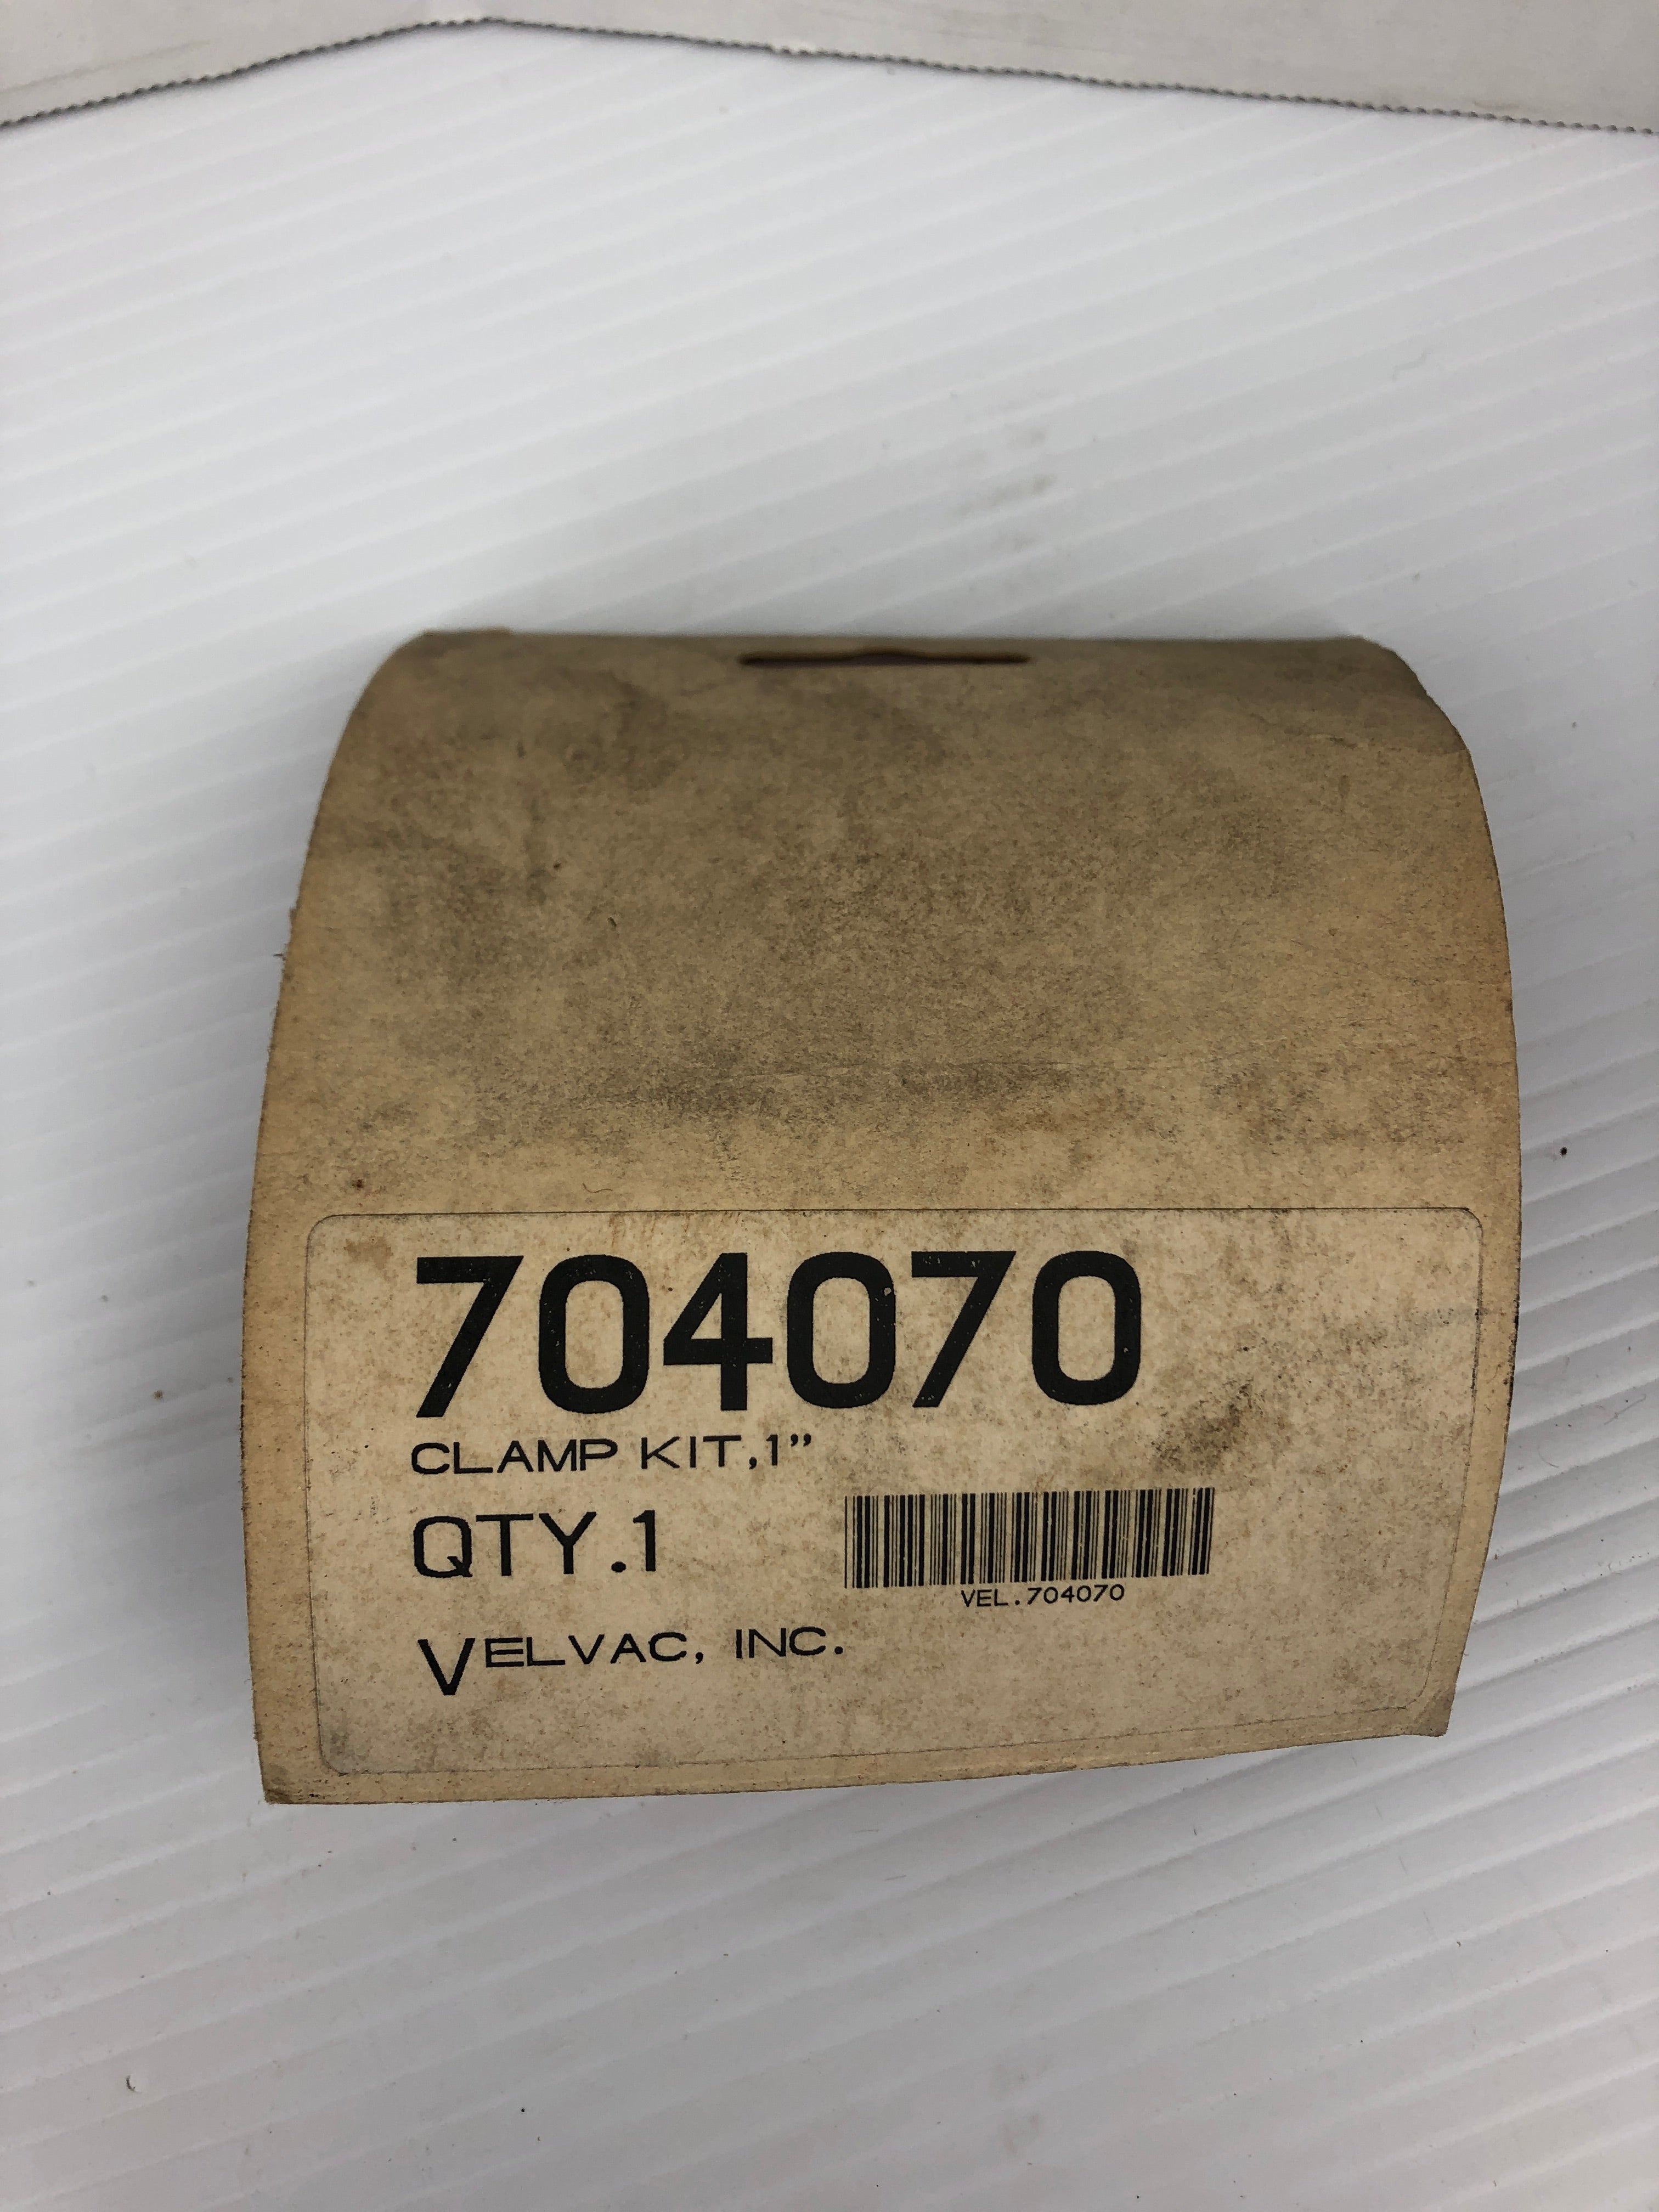 704070
CLAMP KIT,1”
QTY.1
VEL.704070
VELVAC, INC.